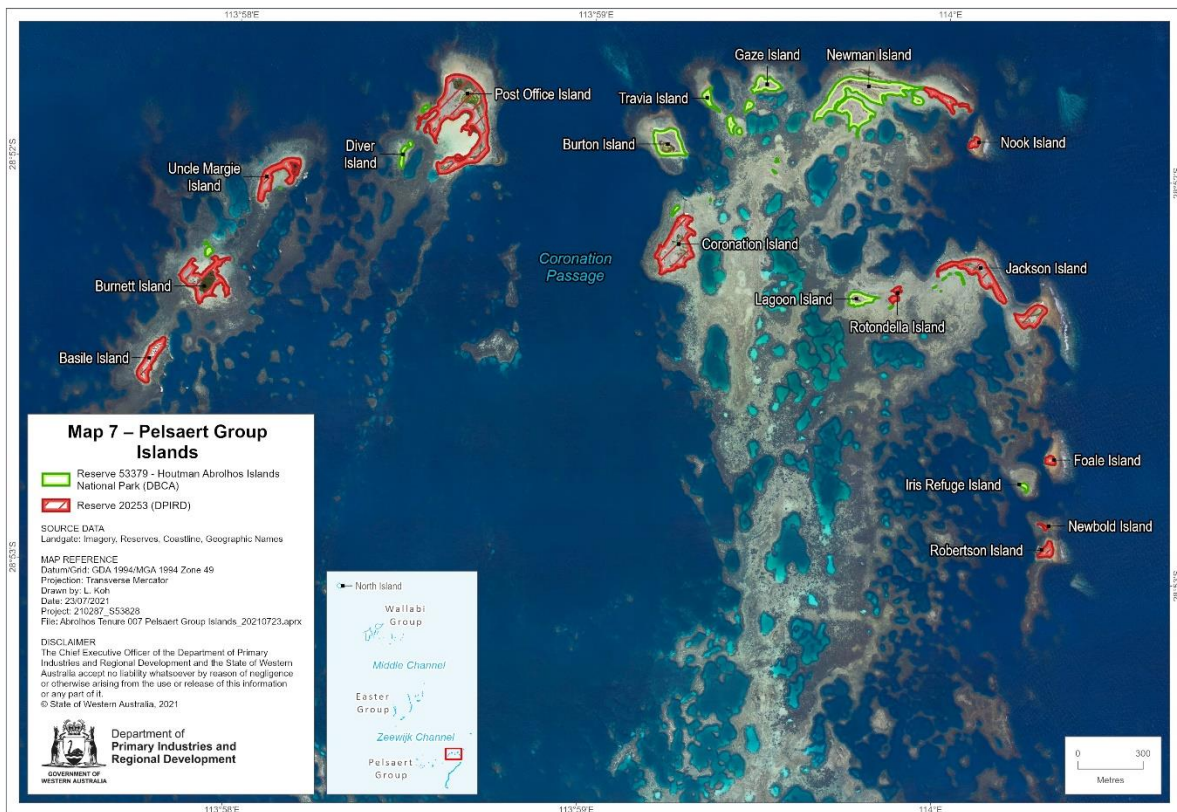 113°58'E
113°59'E
114°E
Gaze Island
Newman Island
Post Office Island
Travia Island
28°52'S
28°52'S
Diver
Island
Burton Island
Nook Island
Uncle Margie
Island
Coronation Island
Coronation
Passage
Jackson Island
Burnett Island
Lagoon Island
Rotondella Island
Basile Island
Foale Island
Iris Refuge Island
Newbold Island
Robertson Island
28°53'S
28°53'S
Map 7 – Pelsaert Group
Islands
Reserve 53379 - Houtman Abrolhos Islands
National Park (DBCA)
Reserve 20253 (DPIRD)
SOURCE DATA
Landgate: Imagery, Reserves, Coastline, Geographic Names
MAP REFERENCE
Datum/Grid: GDA 1994/MGA 1994 Zone 49
Projection: Transverse Mercator
Drawn by: L. Koh
Date: 23/07/2021
Project: 210287_S53828
File: Abrolhos Tenure 007 Pelsaert Group Islands_20210723.aprx
DISCLAIMER
The Chief Executive Officer of the Department of Primary
Industries and Regional Development and the State of Western
Australia accept no liability whatsoever by reason of negligence
or otherwise arising from the use or release of this information
or any part of it.
© State of Western Australia, 2021
GOVERNMENT OF
WESTERN AUSTRALIA
Department of
Primary Industries and
Regional Development
North Island
Wallabi
Group
Middle Channel
Easter
Group
Zeewijk Channel
Pelsaert
Group
0 300
Metres
113°58'E
113°59'E
114°E